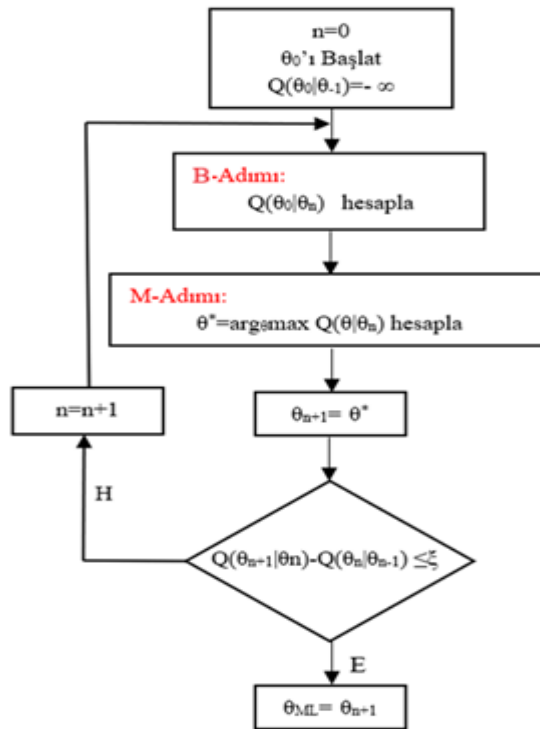 n=0
θ₀'ı Başlat
Q(θ₀|θ₋₁)=- ∞
B-Adımı:
Q(θ₀|θₙ) hesapla
M-Adımı:
θ*=argθmax Q(θ|θₙ) hesapla
n=n+1
θₙ₊₁= θ*
H
Q(θₙ₊₁|θn)-Q(θₙ|θₙ₋₁) ≤ξ
E
θML= θₙ₊₁